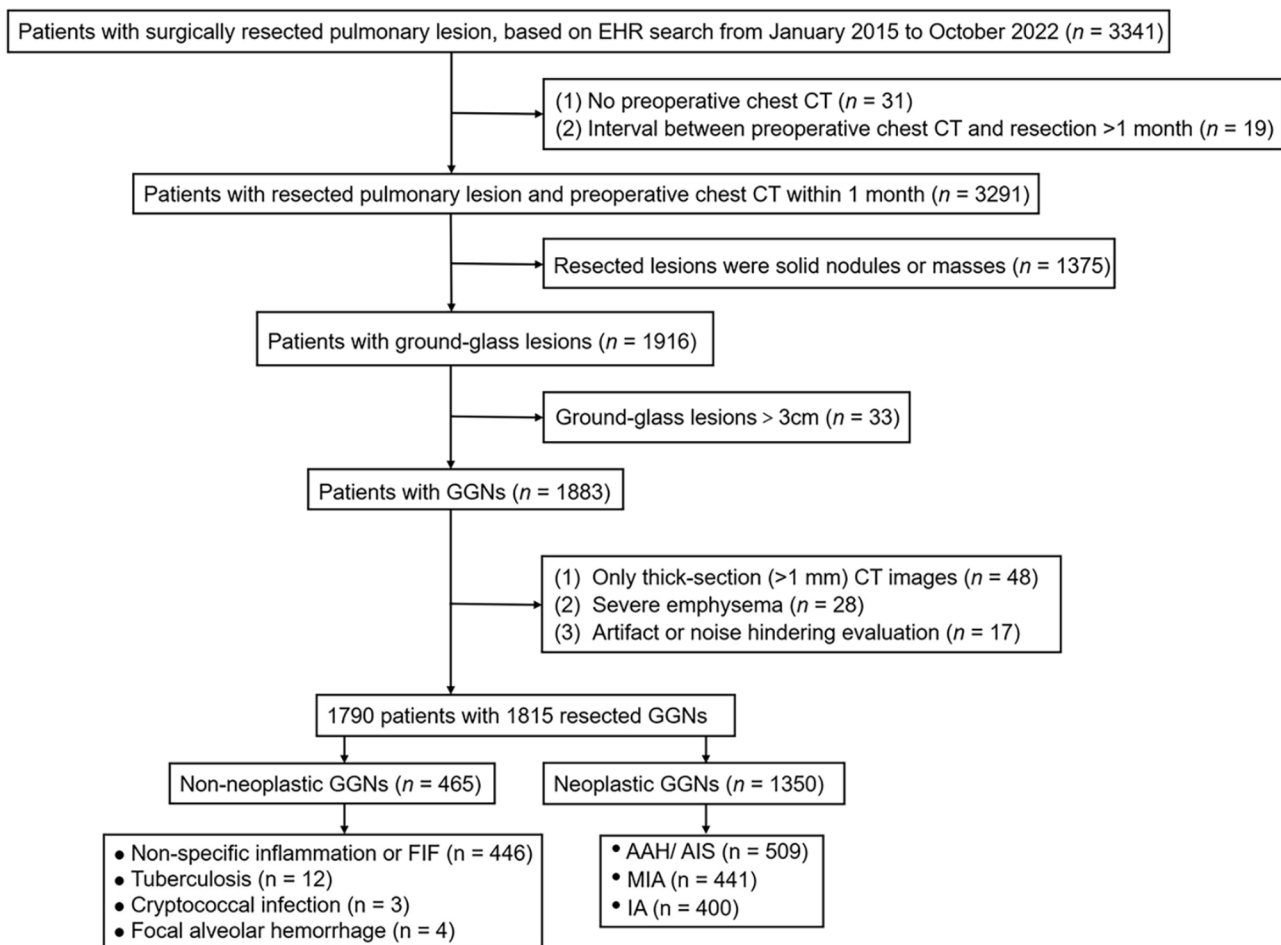 Patients with surgically resected pulmonary lesion, based on EHR search from January 2015 to October 2022 (n = 3341)
(1) No preoperative chest CT (n = 31)
(2) Interval between preoperative chest CT and resection >1 month (n = 19)
Patients with resected pulmonary lesion and preoperative chest CT within 1 month (n = 3291)
Resected lesions were solid nodules or masses (n = 1375)
Patients with ground-glass lesions (n = 1916)
Ground-glass lesions > 3cm (n = 33)
Patients with GGNs (n = 1883)
(1) Only thick-section (>1 mm) CT images (n = 48)
(2) Severe emphysema (n = 28)
(3) Artifact or noise hindering evaluation (n = 17)
1790 patients with 1815 resected GGNs
Non-neoplastic GGNs (n = 465)
Neoplastic GGNs (n = 1350)
● Non-specific inflammation or FIF (n = 446)
● Tuberculosis (n = 12)
● Cryptococcal infection (n = 3)
● Focal alveolar hemorrhage (n = 4)
• AAH/ AIS (n = 509)
• MIA (n = 441)
• IA (n = 400)